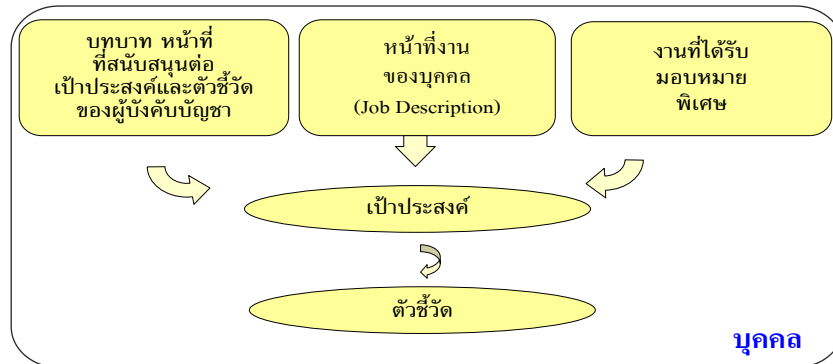 บทบาท หน้าที่
ที่สนับสนุนต่อ
เป้าประสงค์และตัวชี้วัด
ของผู้บังคับบัญชา
หน้าที่งาน
ของบุคคล
(Job Description)
งานที่ได้รับ
มอบหมาย
พิเศษ
เป้าประสงค์
ตัวชี้วัด
บุคคล